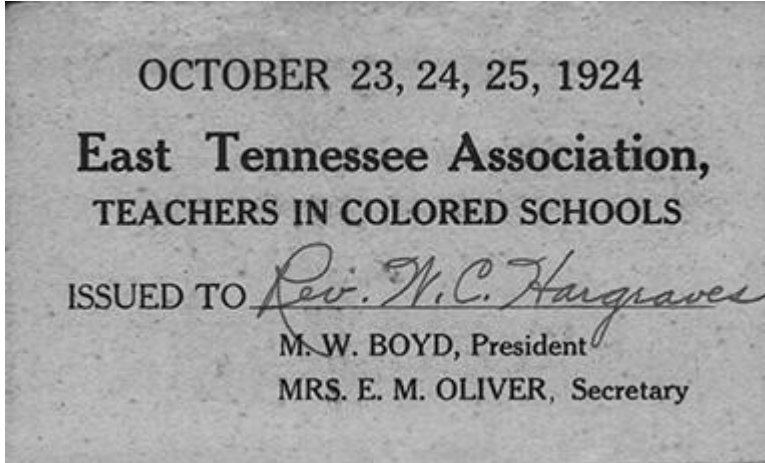 OCTOBER 23, 24, 25, 1924
East Tennessee Association,
TEACHERS IN COLORED SCHOOLS
ISSUED TO Rev. W. C. Hargraves
M. W. BOYD, President
MRS. E. M. OLIVER, Secretary